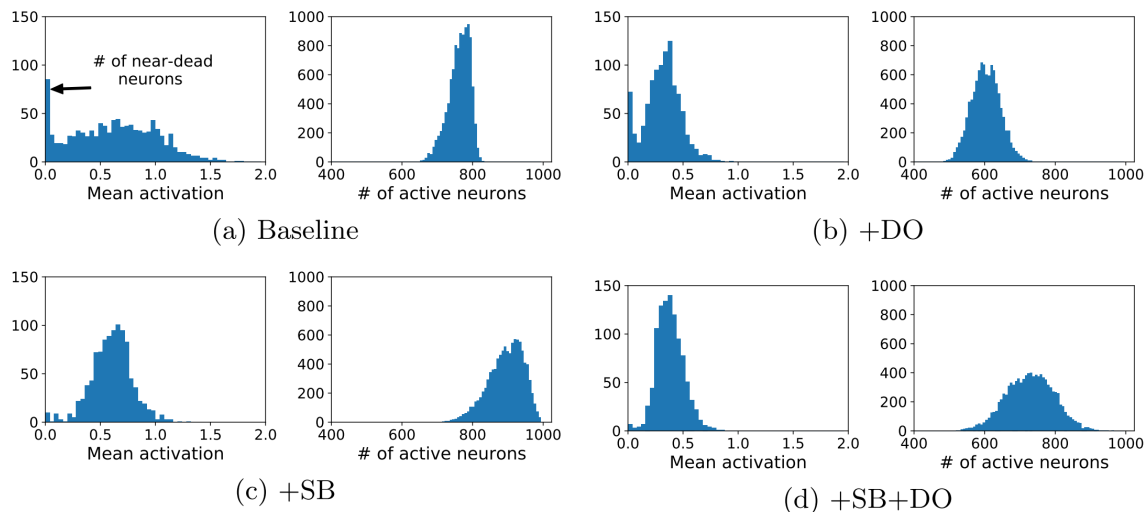 150
100
50
0
0.0 0.5 1.0 1.5 2.0
Mean activation
# of near-dead
neurons
1000
800
600
400
200
0
400 600 800 1000
# of active neurons
(a) Baseline
150
100
50
0
0.0 0.5 1.0 1.5 2.0
Mean activation
1000
800
600
400
200
0
400 600 800 1000
# of active neurons
(b) +DO
150
100
50
0
0.0 0.5 1.0 1.5 2.0
Mean activation
1000
800
600
400
200
0
400 600 800 1000
# of active neurons
(c) +SB
150
100
50
0
0.0 0.5 1.0 1.5 2.0
Mean activation
1000
800
600
400
200
0
400 600 800 1000
# of active neurons
(d) +SB+DO